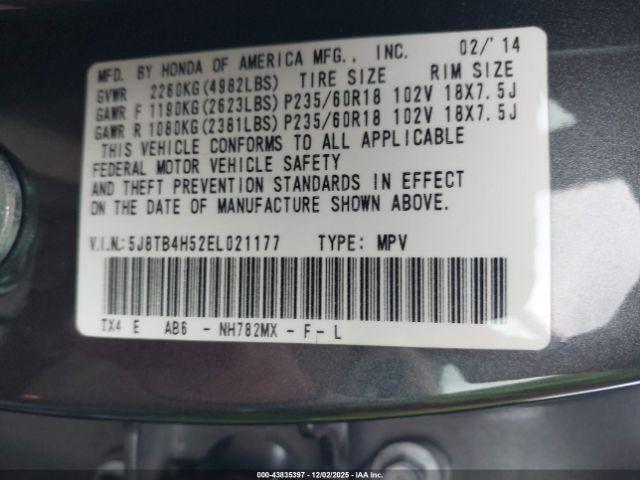 MFD. BY HONDA OF AMERICA MFG., INC. 02/'14
GVWR 2260KG(4982LBS) TIRE SIZE RIM SIZE
GAWR F 1190KG(2623LBS) P235/60R18 102V 18X7.5J
GAWR R 1080KG(2381LBS) P235/60R18 102V 18X7.5J
THIS VEHICLE CONFORMS TO ALL APPLICABLE
FEDERAL MOTOR VEHICLE SAFETY
AND THEFT PREVENTION STANDARDS IN EFFECT
ON THE DATE OF MANUFACTURE SHOWN ABOVE.
V.I.N.: 5J8TB4H52EL021177 TYPE: MPV
TX4 E AB6 - NH782MX - F - L
000-43835397 - 12/02/2025 - IAAI.CA